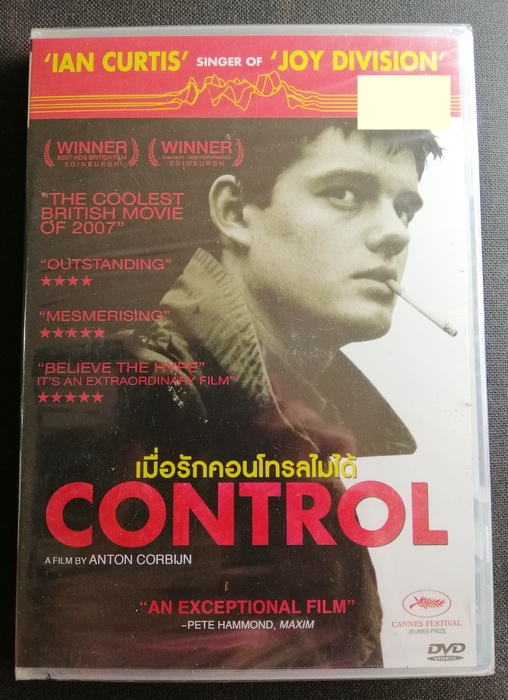 'IAN CURTIS' SINGER OF 'JOY DIVISION'
WINNER
BEST NEW BRITISH FILM
EDINBURGH
WINNER
EDINBURGH
"THE COOLEST
BRITISH MOVIE
OF 2007"
"OUTSTANDING"
★★★★
"MESMERISING"
★★★★★
"BELIEVE THE HYPE"
IT'S AN EXTRAORDINARY FILM"
★★★★★
เมื่อรักคอนโทรลไม่ได้
CONTROL
A FILM BY ANTON CORBIJN
"AN EXCEPTIONAL FILM"
–PETE HAMMOND, MAXIM
CANNES FESTIVAL
JEUNES PRIZE
DVD
VIDEO